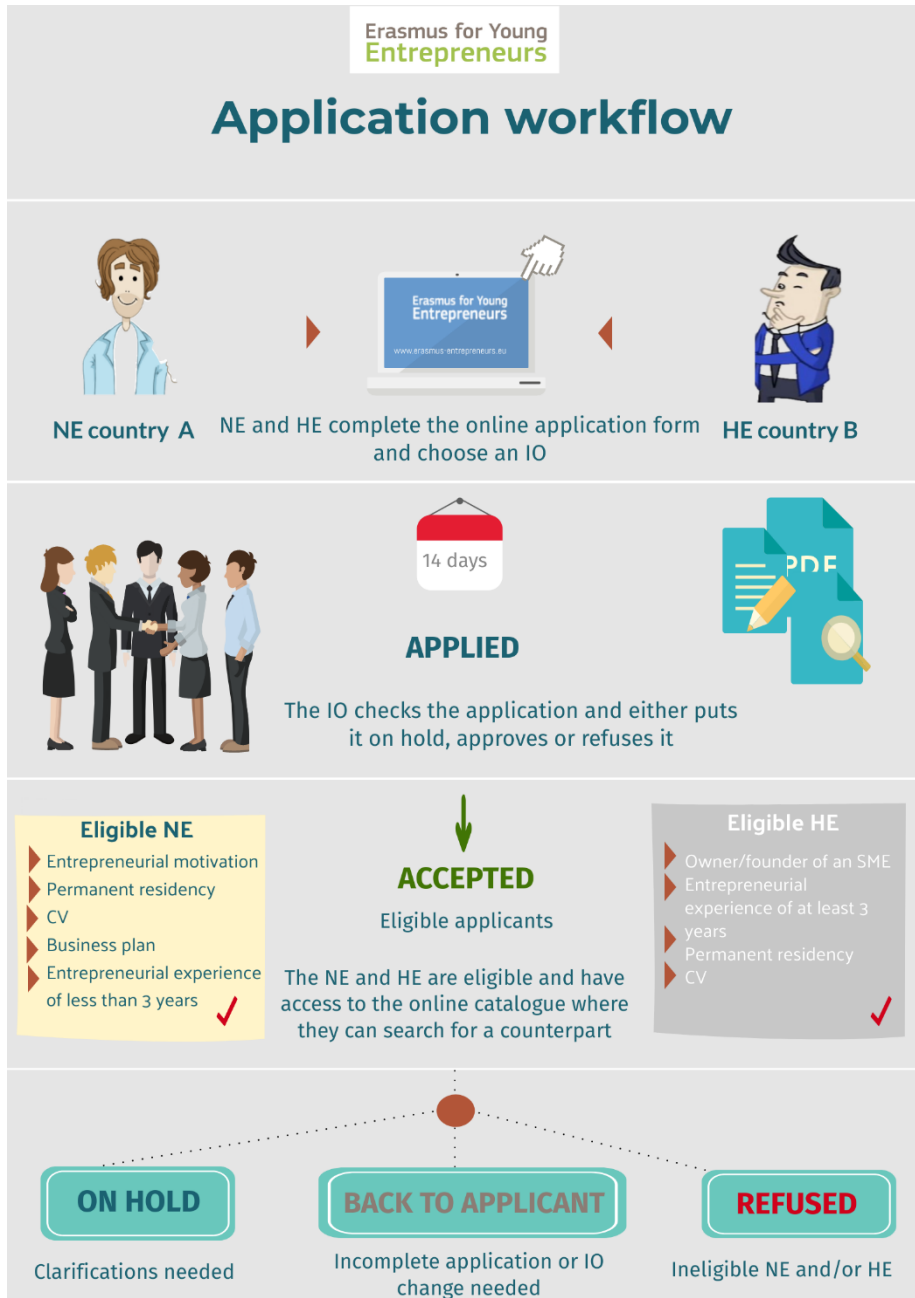 Erasmus for Young
Entrepreneurs
Application workflow
Erasmus for Young
Entrepreneurs
www.erasmus-entrepreneurs.eu
NE country A
NE and HE complete the online application form
and choose an IO
HE country B
14 days
PDF
APPLIED
The IO checks the application and either puts
it on hold, approves or refuses it
Eligible NE
Entrepreneurial motivation
Permanent residency
CV
Business plan
Entrepreneurial experience
of less than 3 years
ACCEPTED
Eligible applicants
The NE and HE are eligible and have
access to the online catalogue where
they can search for a counterpart
Eligible HE
Owner/founder of an SME
Entrepreneurial
experience of at least 3
years
Permanent residency
CV
ON HOLD
Clarifications needed
BACK TO APPLICANT
Incomplete application or IO
change needed
REFUSED
Ineligible NE and/or HE